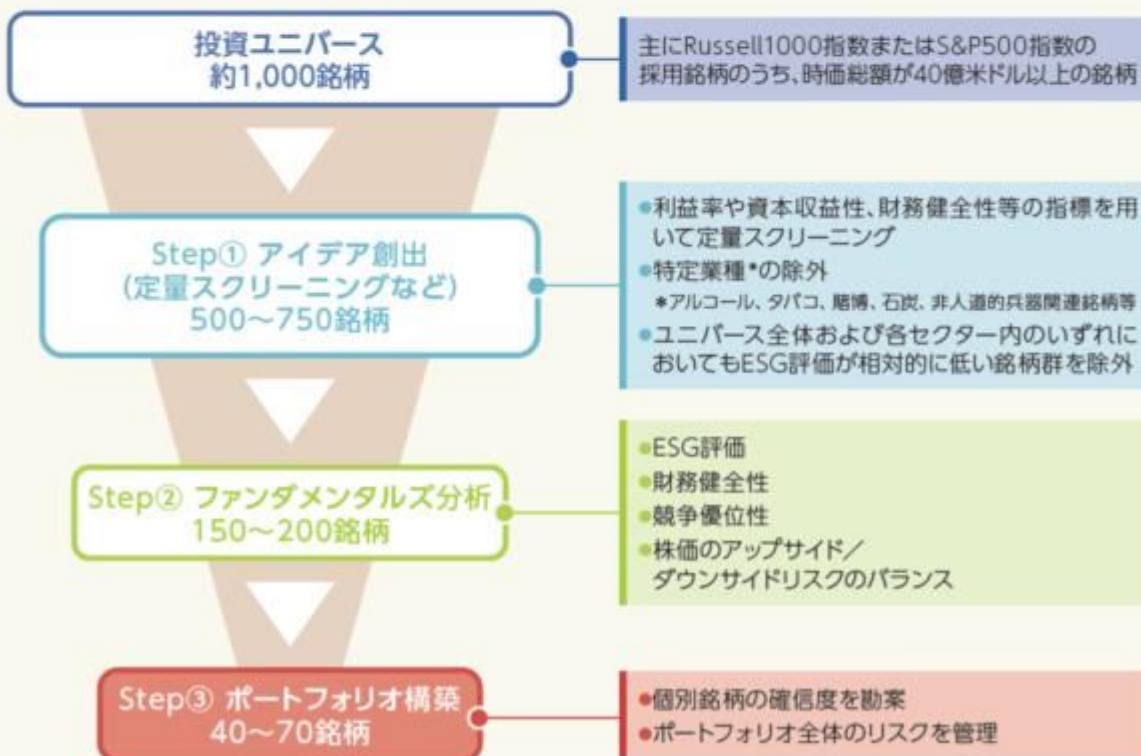 投資ユニバース
約1,000銘柄
主にRussell1000指数またはS&P500指数の
採用銘柄のうち、時価総額が40億米ドル以上の銘柄
Step① アイデア創出
(定量スクリーニングなど)
500〜750銘柄
●利益率や資本収益性、財務健全性等の指標を用
いて定量スクリーニング
●特定業種*の除外
*アルコール、タバコ、賭博、石炭、非人道的兵器関連銘柄等
●ユニバース全体および各セクター内のいずれに
おいてもESG評価が相対的に低い銘柄群を除外
Step② ファンダメンタルズ分析
150〜200銘柄
●ESG評価
●財務健全性
●競争優位性
●株価のアップサイド／
ダウンサイドリスクのバランス
Step③ ポートフォリオ構築
40〜70銘柄
●個別銘柄の確信度を勘案
●ポートフォリオ全体のリスクを管理